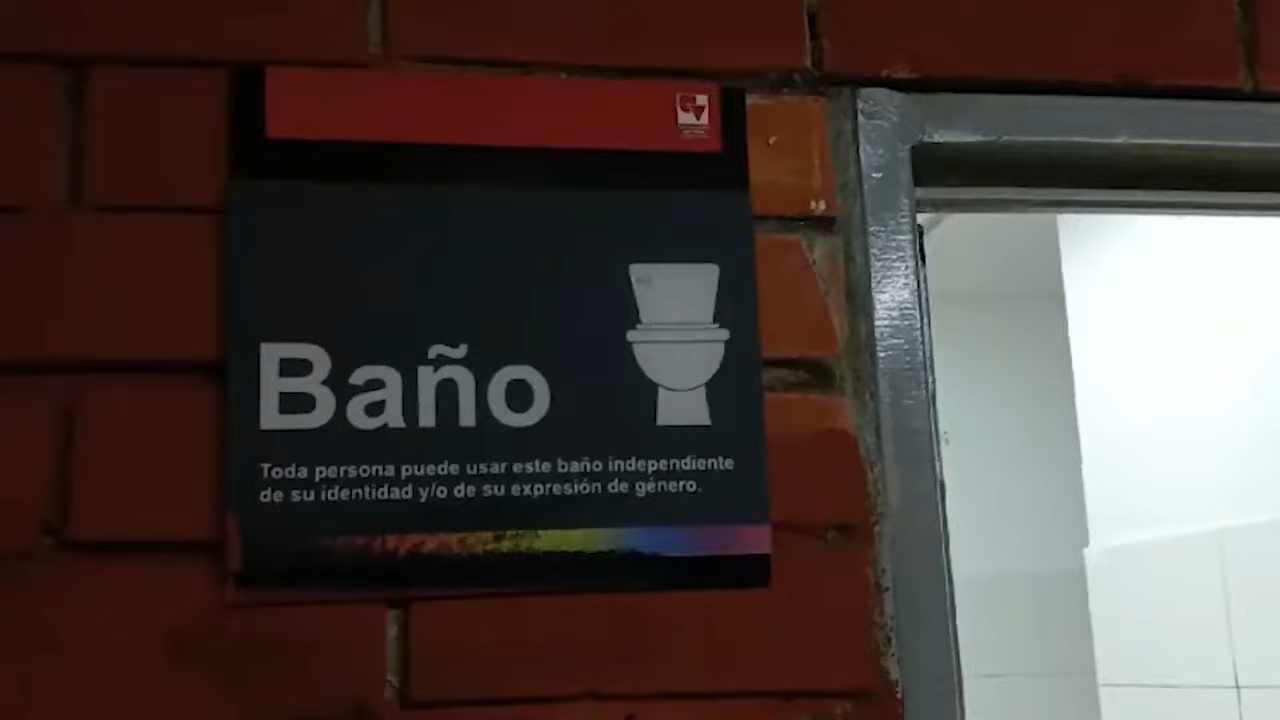 Baño
Toda persona puede usar este baño independiente
de su identidad y/o de su expresión de género.